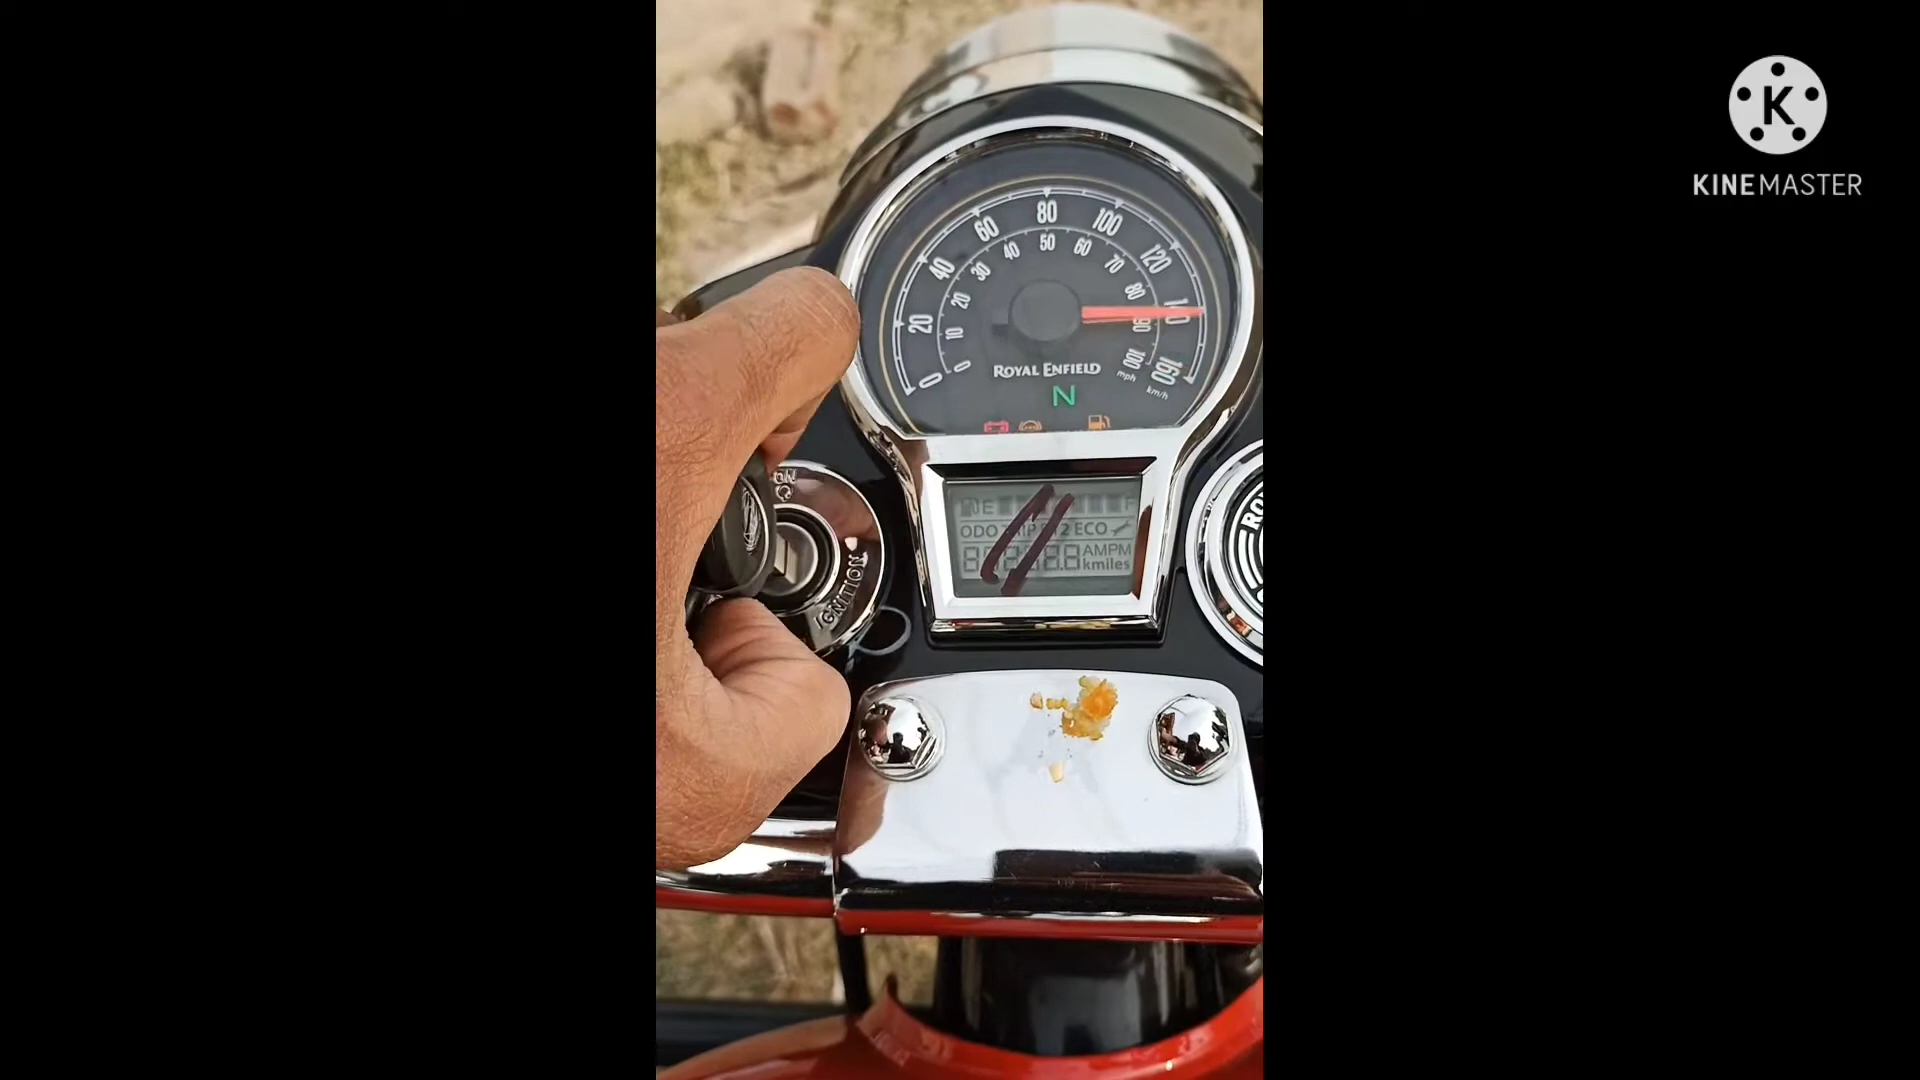 K
KINEMASTER
80
60
100
50
40
60
40
120
30
70
80
20
20
140
90
10
100
160
0
0
mph
km/h
ROYAL ENFIELD
N
ON
E F
ODO TRIP ECO
AMPM
kmiles
IGNITION